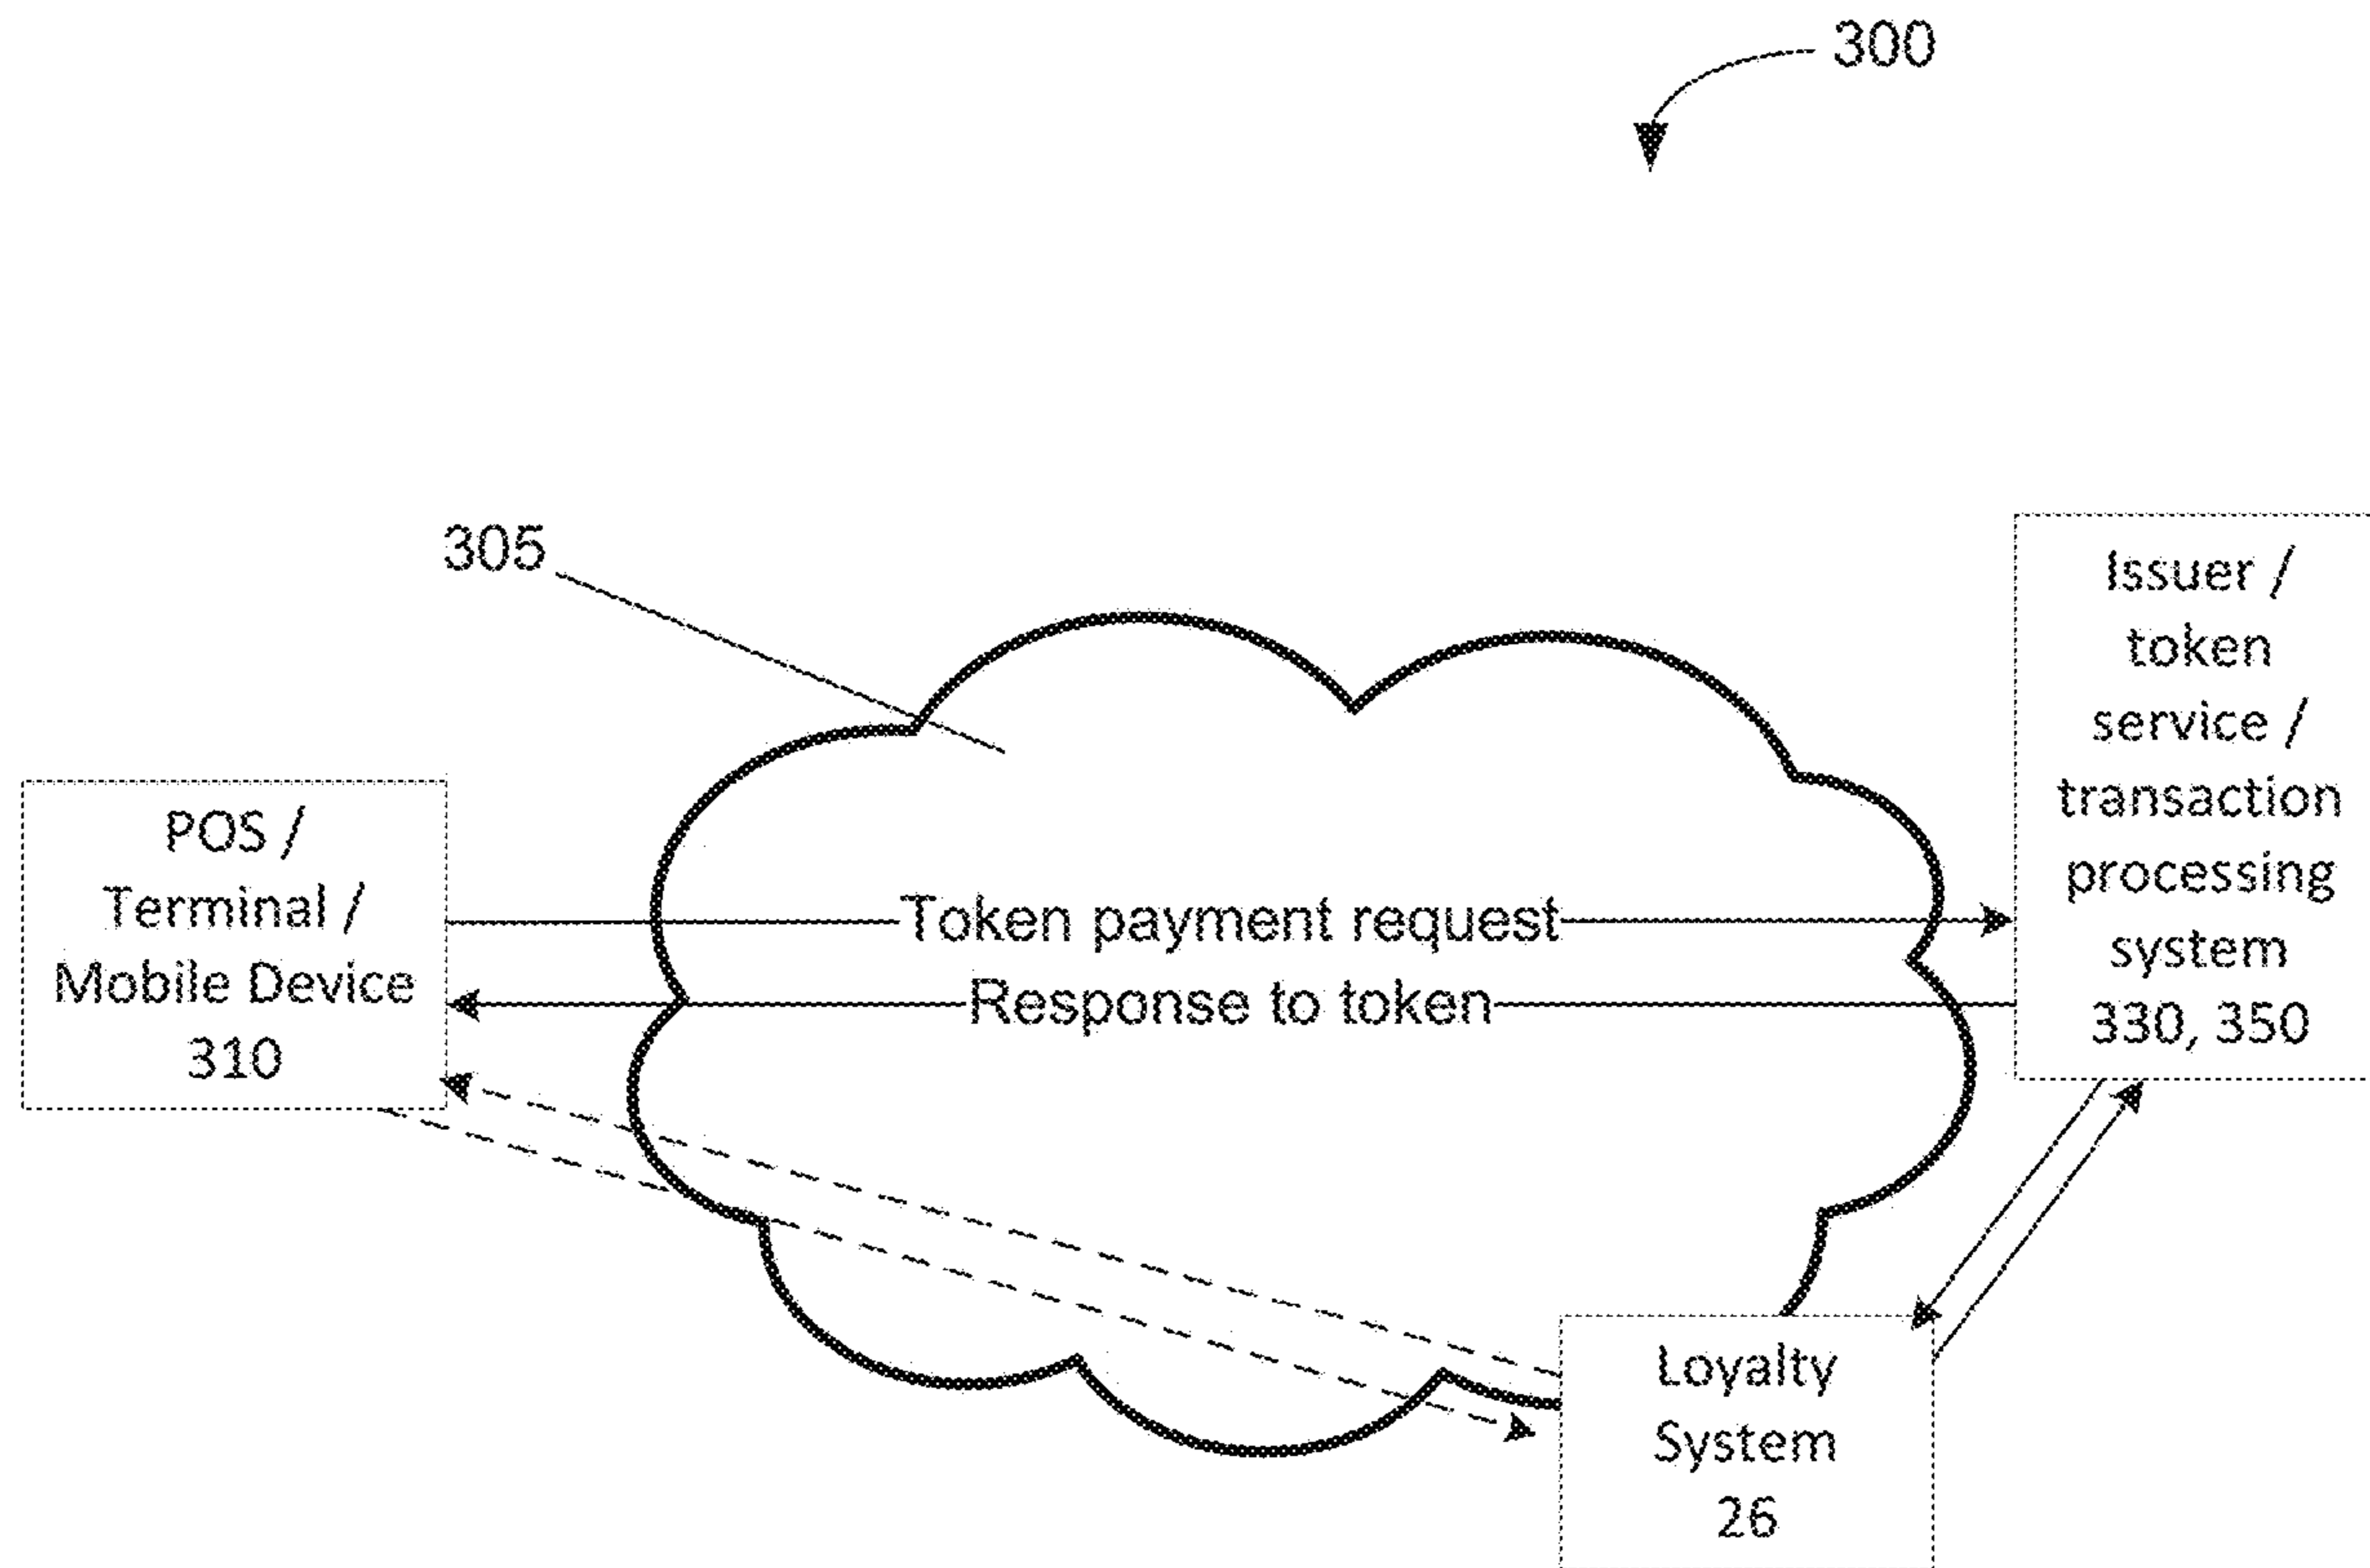 300
305
Issuer /
token
service /
transaction
processing
system
330, 350
POS /
Terminal /
Mobile Device
310
Token payment request
Response to token
Loyalty
System
26